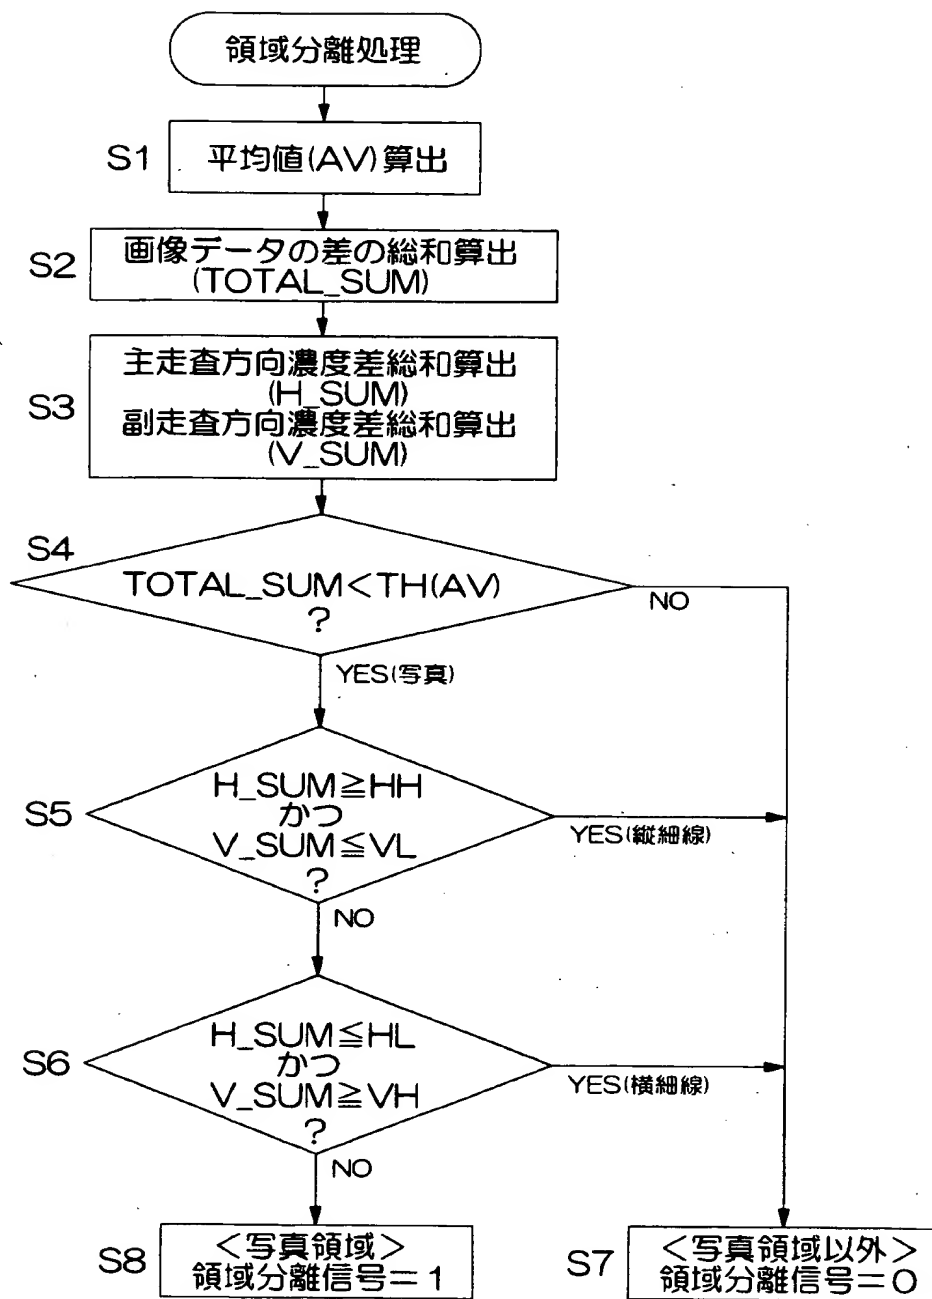 領域分離処理
S1
平均値(AV)算出
S2
画像データの差の総和算出
(TOTAL_SUM)
S3
主走査方向濃度差総和算出
(H_SUM)
副走査方向濃度差総和算出
(V_SUM)
S4
TOTAL_SUM<TH(AV)
?
NO
YES(写真)
S5
H_SUM≧HH
かつ
V_SUM≦VL
?
YES(縦細線)
NO
S6
H_SUM≦HL
かつ
V_SUM≧VH
?
YES(横細線)
NO
S8
<写真領域>
領域分離信号=1
S7
<写真領域以外>
領域分離信号=0